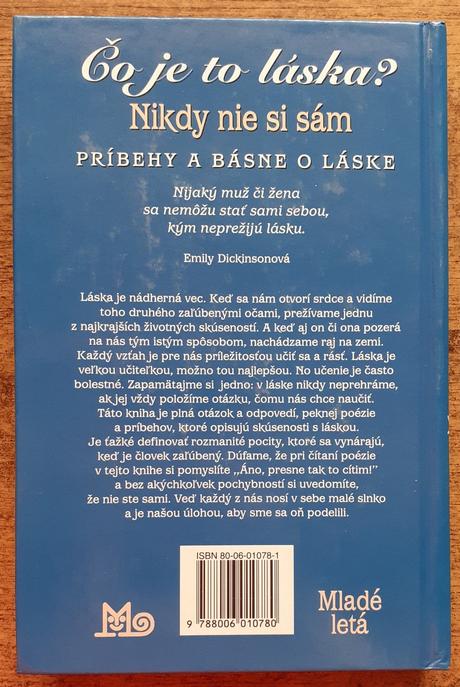 Čo je to láska?
Nikdy nie si sám
PRÍBEHY A BÁSNE O LÁSKE
Nijaký muž či žena
sa nemôžu stať sami sebou,
kým neprežijú lásku.
Emily Dickinsonová
Láska je nádherná vec. Keď sa nám otvorí srdce a vidíme
toho druhého zaľúbenými očami, prežívame jednu
z najkrajších životných skúseností. A keď aj on či ona pozerá
na nás tým istým spôsobom, nachádzame raj na zemi.
Každý vzťah je pre nás príležitosťou učiť sa a rásť. Láska je
veľkou učiteľkou, možno tou najlepšou. No učenie je často
bolestné. Zapamätajme si jedno: v láske nikdy neprehráme,
ak jej vždy položíme otázku, čomu nás chce naučiť.
Táto kniha je plná otázok a odpovedí, peknej poézie
a príbehov, ktoré opisujú skúsenosti s láskou.
Je ťažké definovať rozmanité pocity, ktoré sa vynárajú,
keď je človek zaľúbený. Dúfame, že pri čítaní poézie
v tejto knihe si pomyslíte ,,Áno, presne tak to cítim!"
a bez akýchkoľvek pochybností si uvedomíte,
že nie ste sami. Veď každý z nás nosí v sebe malé slnko
a je našou úlohou, aby sme sa oň podelili.
ISBN 80-06-01078-1
9 788006 010780
Mladé
letá